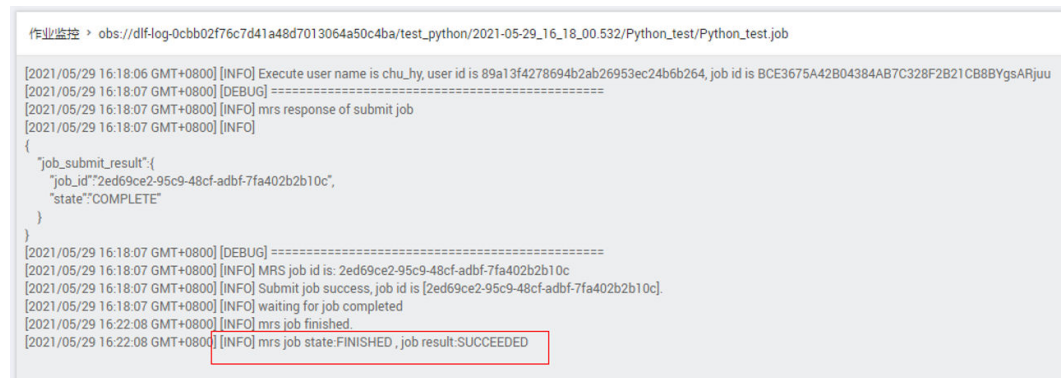 作业监控 > obs://dlf-log-0cbb02f76c7d41a48d7013064a50c4ba/test_python/2021-05-29_16_18_00.532/Python_test/Python_test.job
[2021/05/29 16:18:06 GMT+0800] [INFO] Execute user name is chu_hy, user id is 89a13f4278694b2ab26953ec24b6b264, job id is BCE3675A42B04384AB7C328F2B21CB8BYgsARjuu
[2021/05/29 16:18:07 GMT+0800] [DEBUG] ==============================================
[2021/05/29 16:18:07 GMT+0800] [INFO] mrs response of submit job
[2021/05/29 16:18:07 GMT+0800] [INFO]
{
"job_submit_result":{
"job_id":"2ed69ce2-95c9-48cf-adbf-7fa402b2b10c",
"state":"COMPLETE"
}
}
[2021/05/29 16:18:07 GMT+0800] [DEBUG] ==============================================
[2021/05/29 16:18:07 GMT+0800] [INFO] MRS job id is: 2ed69ce2-95c9-48cf-adbf-7fa402b2b10c
[2021/05/29 16:18:07 GMT+0800] [INFO] Submit job success, job id is [2ed69ce2-95c9-48cf-adbf-7fa402b2b10c].
[2021/05/29 16:18:07 GMT+0800] [INFO] waiting for job completed
[2021/05/29 16:22:08 GMT+0800] [INFO] mrs job finished.
[2021/05/29 16:22:08 GMT+0800] [INFO] mrs job state:FINISHED , job result:SUCCEEDED